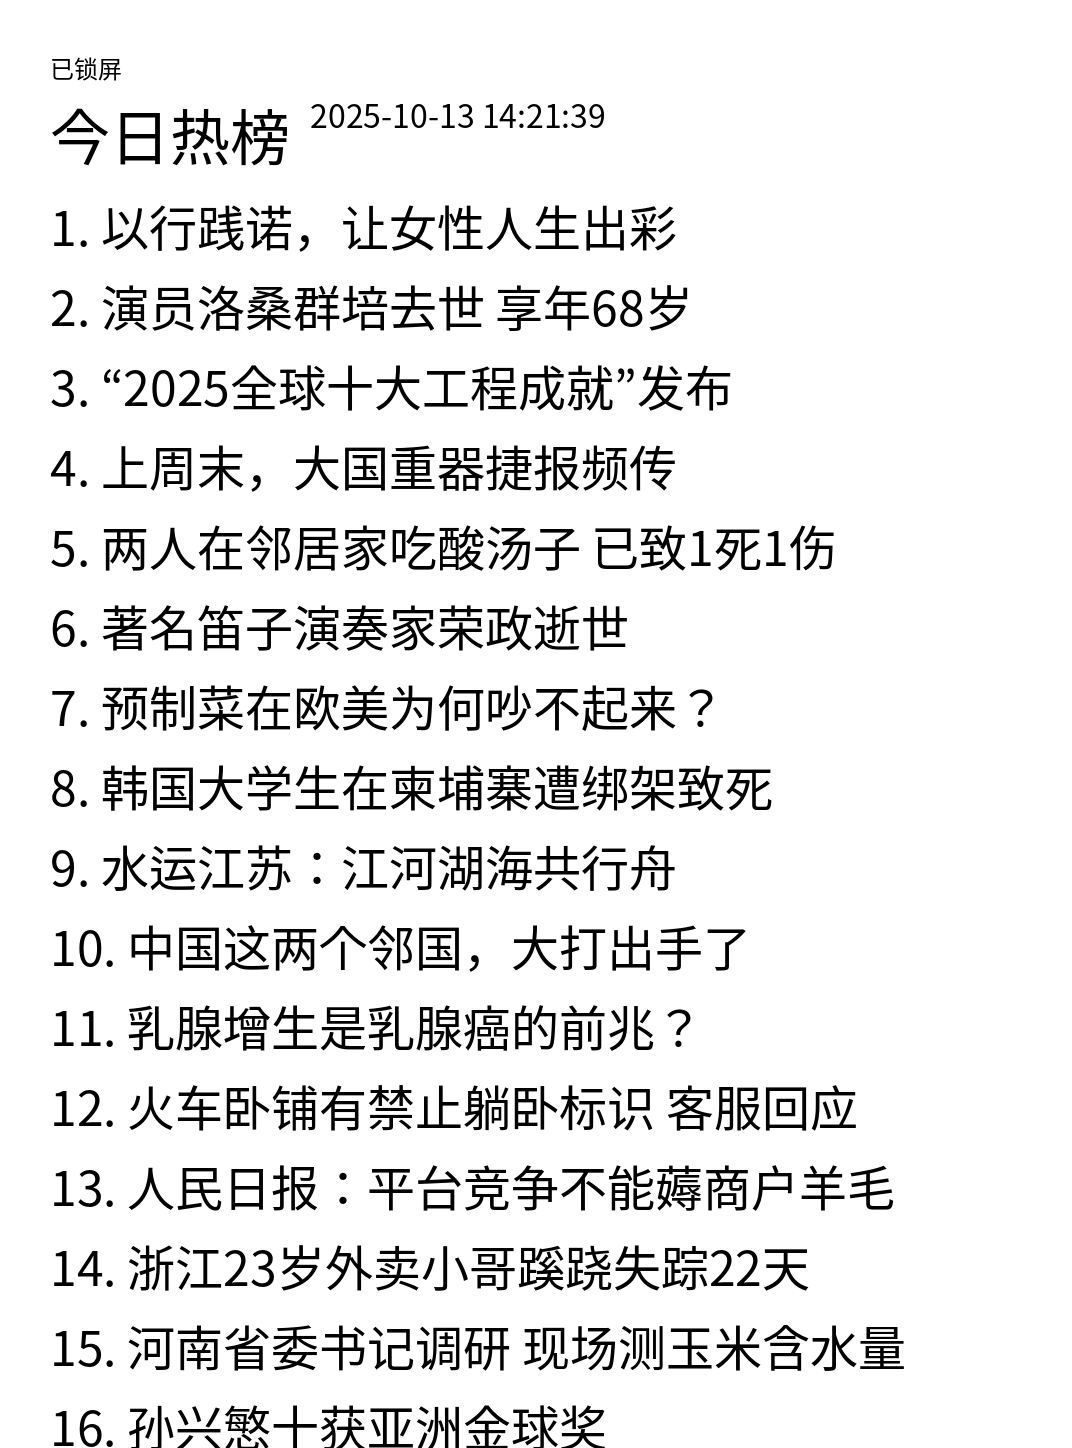 已锁屏
今日热榜 2025-10-13 14:21:39
1. 以行践诺，让女性人生出彩
2. 演员洛桑群培去世 享年68岁
3. “2025全球十大工程成就”发布
4. 上周末，大国重器捷报频传
5. 两人在邻居家吃酸汤子 已致1死1伤
6. 著名笛子演奏家荣政逝世
7. 预制菜在欧美为何吵不起来？
8. 韩国大学生在柬埔寨遭绑架致死
9. 水运江苏：江河湖海共行舟
10. 中国这两个邻国，大打出手了
11. 乳腺增生是乳腺癌的前兆？
12. 火车卧铺有禁止躺卧标识 客服回应
13. 人民日报：平台竞争不能薅商户羊毛
14. 浙江23岁外卖小哥蹊跷失踪22天
15. 河南省委书记调研 现场测玉米含水量
16. 孙兴慜十获亚洲金球奖